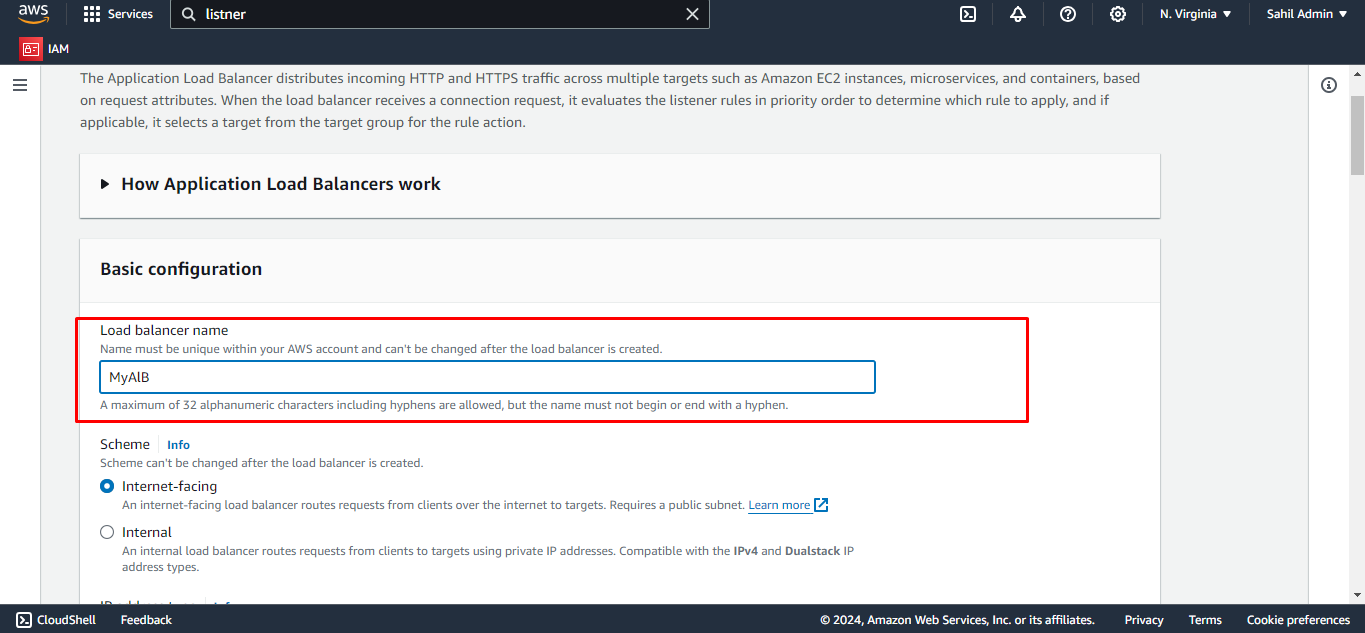 aws
Services
listner
N. Virginia
Sahil Admin
IAM
The Application Load Balancer distributes incoming HTTP and HTTPS traffic across multiple targets such as Amazon EC2 instances, microservices, and containers, based
on request attributes. When the load balancer receives a connection request, it evaluates the listener rules in priority order to determine which rule to apply, and if
applicable, it selects a target from the target group for the rule action.
How Application Load Balancers work
Basic configuration
Load balancer name
Name must be unique within your AWS account and can't be changed after the load balancer is created.
MyAlB
A maximum of 32 alphanumeric characters including hyphens are allowed, but the name must not begin or end with a hyphen.
Scheme Info
Scheme can't be changed after the load balancer is created.
Internet-facing
An internet-facing load balancer routes requests from clients over the internet to targets. Requires a public subnet. Learn more
Internal
An internal load balancer routes requests from clients to targets using private IP addresses. Compatible with the IPv4 and Dualstack IP
address types.
CloudShell
Feedback
© 2024, Amazon Web Services, Inc. or its affiliates.
Privacy
Terms
Cookie preferences